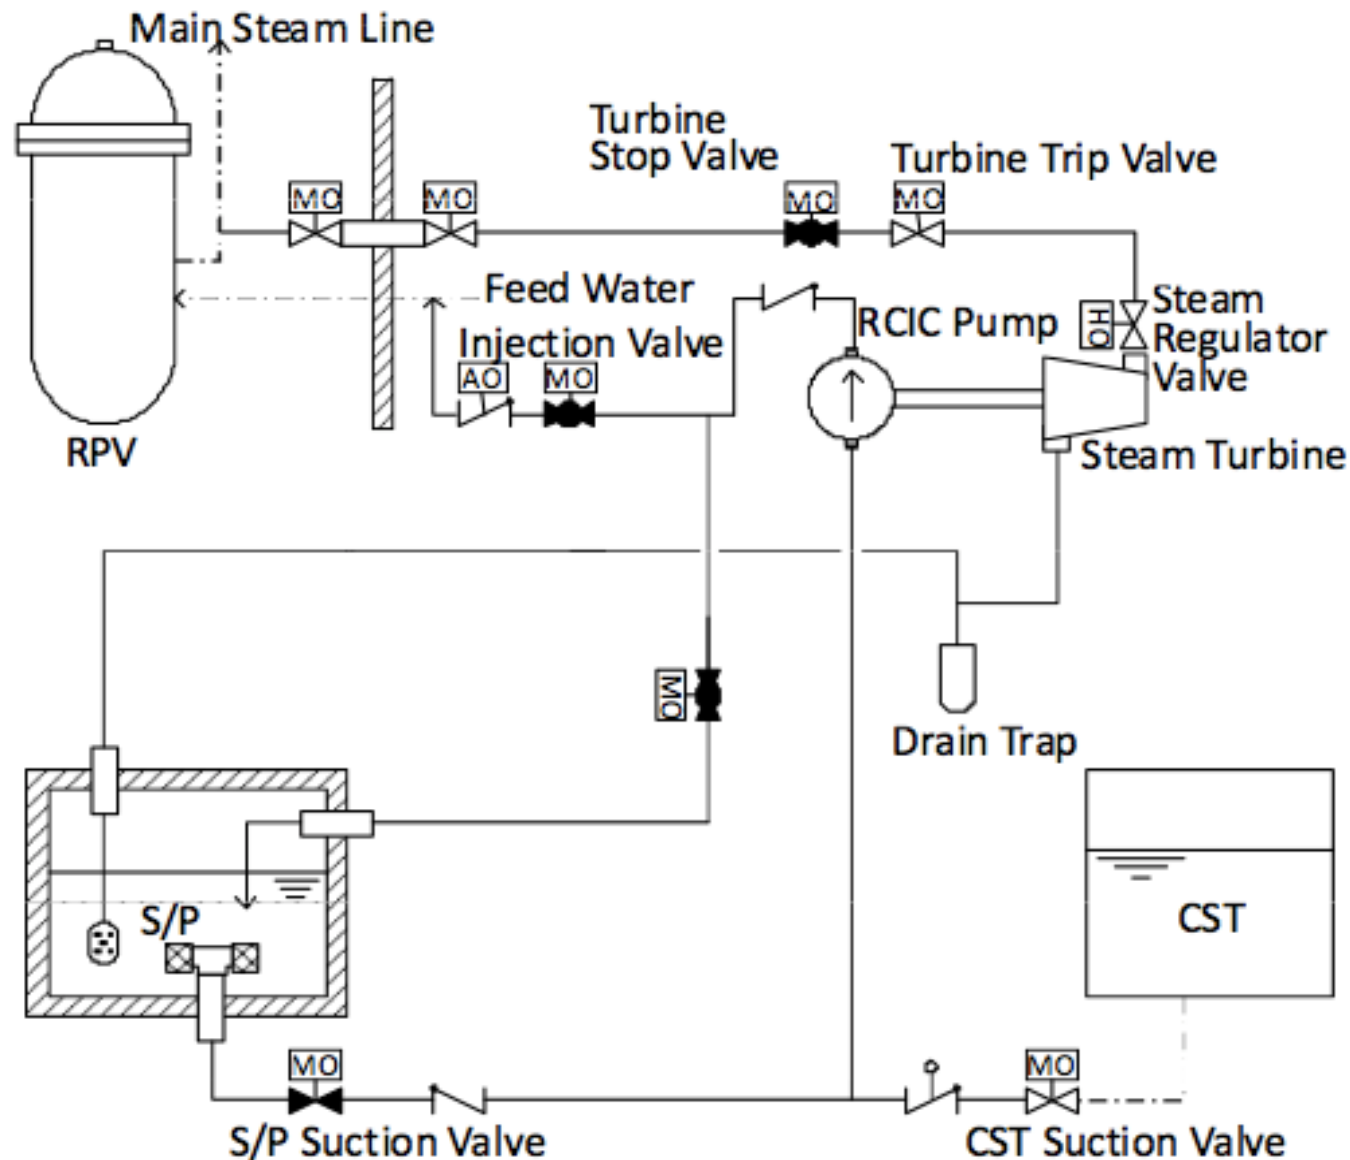 Main Steam Line
Turbine
Stop Valve
Turbine Trip Valve
MO
MO
MO
MO
Feed Water
Steam
Regulator
Valve
HO
RCIC Pump
Injection Valve
AO
MO
RPV
Steam Turbine
MO
Drain Trap
S/P
CST
MO
MO
S/P Suction Valve
CST Suction Valve